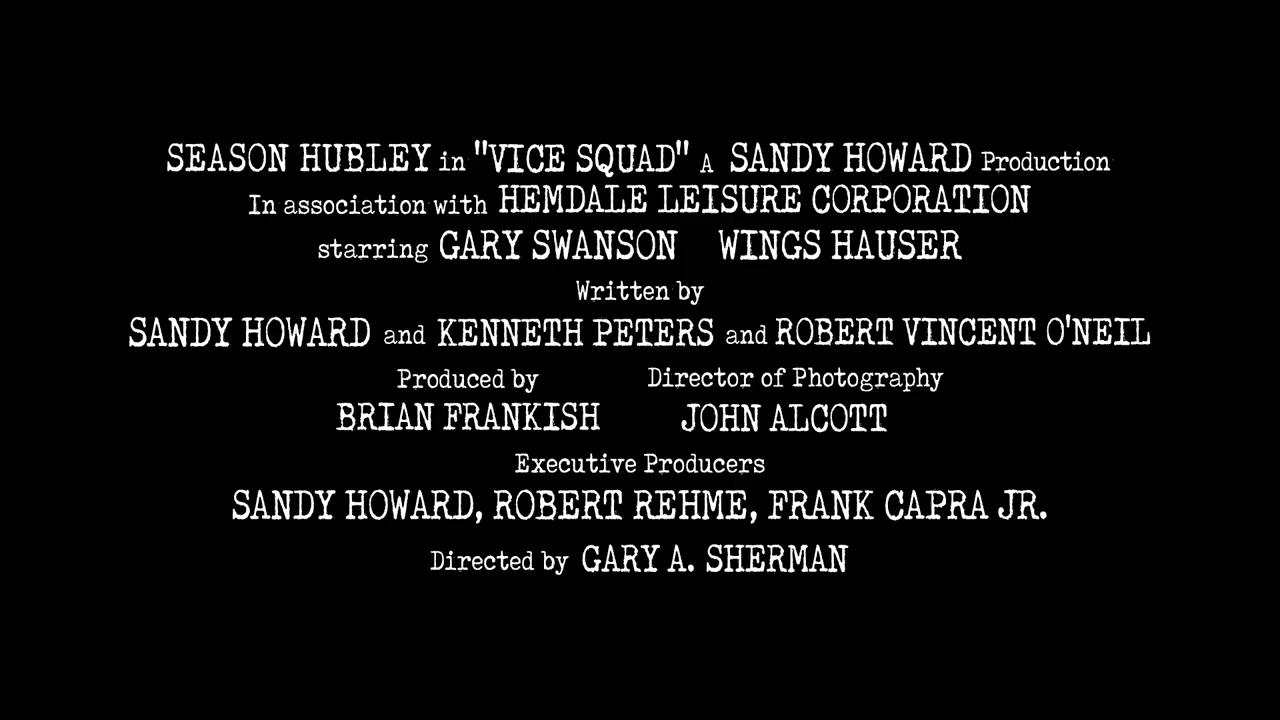 SEASON HUBLEY in "VICE SQUAD" A SANDY HOWARD Production
In association with HEMDALE LEISURE CORPORATION
starring GARY SWANSON WINGS HAUSER
Written by
SANDY HOWARD and KENNETH PETERS and ROBERT VINCENT O'NEIL
Produced by Director of Photography
BRIAN FRANKISH JOHN ALCOTT
Executive Producers
SANDY HOWARD, ROBERT REHME, FRANK CAPRA JR.
Directed by GARY A. SHERMAN